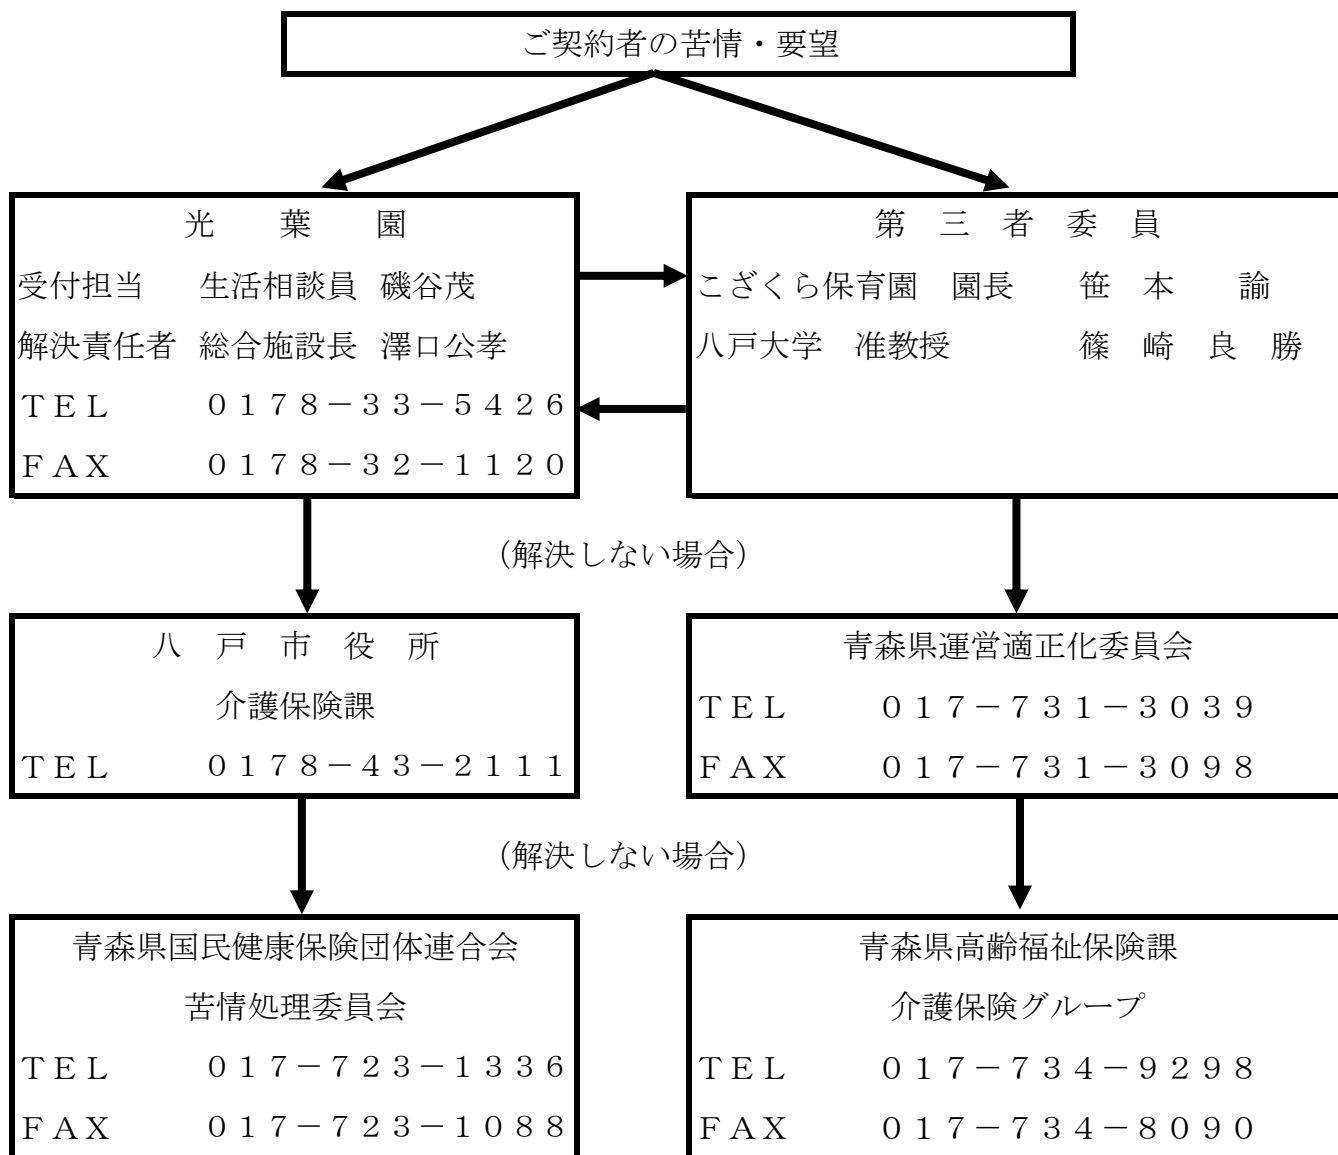 ご契約者の苦情・要望
光　葉　園
受付担当　生活相談員　磯谷茂
解決責任者　総合施設長　澤口公孝
ＴＥＬ　０１７８－３３－５４２６
ＦＡＸ　０１７８－３２－１１２０
第　三　者　委　員
こざくら保育園　園長　笹　本　諭
八戸大学　准教授　篠　崎　良　勝
（解決しない場合）
八　戸　市　役　所
介護保険課
ＴＥＬ　０１７８－４３－２１１１
青森県運営適正化委員会
ＴＥＬ　０１７－７３１－３０３９
ＦＡＸ　０１７－７３１－３０９８
（解決しない場合）
青森県国民健康保険団体連合会
苦情処理委員会
ＴＥＬ　０１７－７２３－１３３６
ＦＡＸ　０１７－７２３－１０８８
青森県高齢福祉保険課
介護保険グループ
ＴＥＬ　０１７－７３４－９２９８
ＦＡＸ　０１７－７３４－８０９０